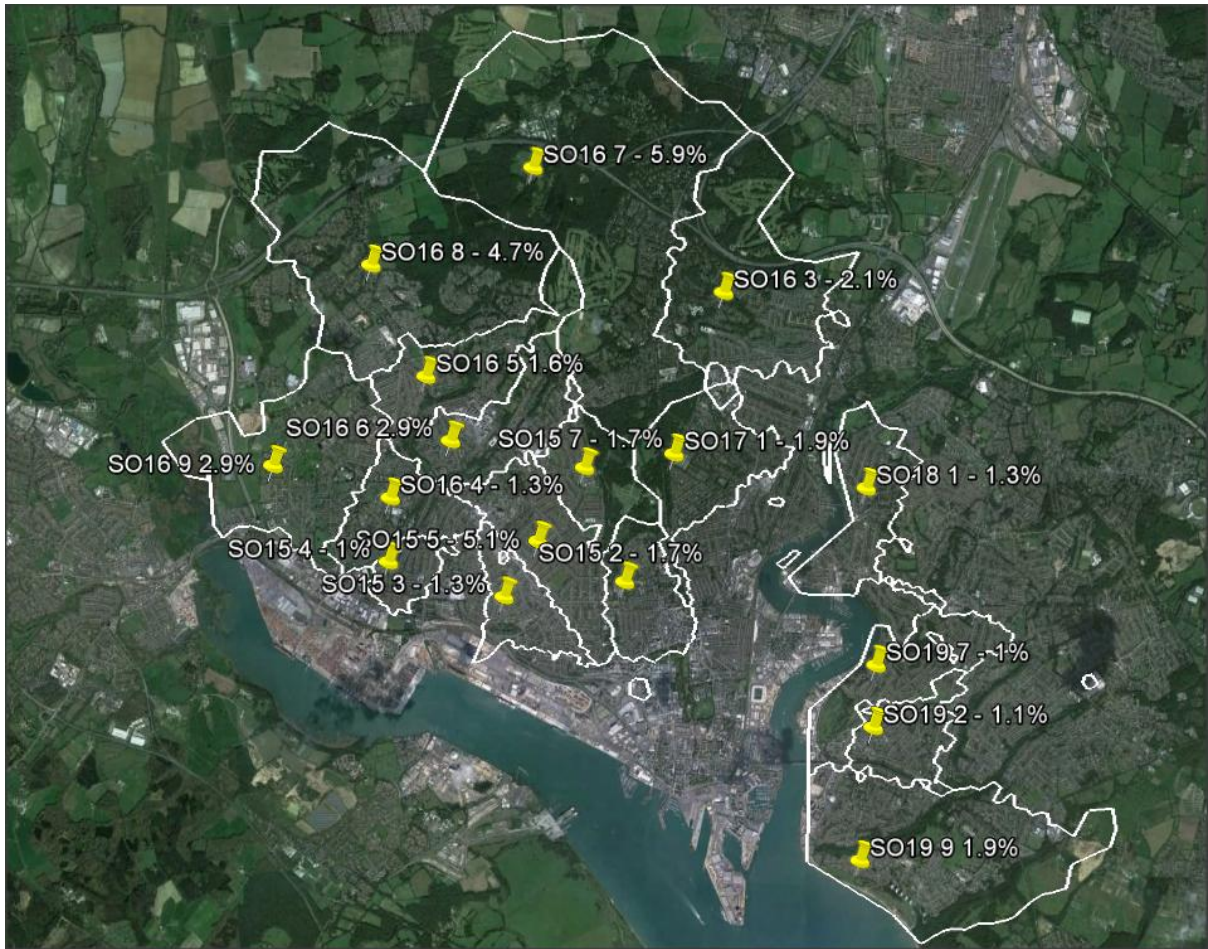 SO16 7 - 5.9%
SO16 8 - 4.7%
SO16 3 - 2.1%
SO16 5 1.6%
SO16 6 2.9%
SO15 7 - 1.7%
SO17 1 - 1.9%
SO16 9 2.9%
SO18 1 - 1.3%
SO16 4 - 1.3%
SO15 4 - 1%
SO15 5 - 5.1%
SO15 2 - 1.7%
SO15 3 - 1.3%
SO19 7 - 1%
SO19 2 - 1.1%
SO19 9 1.9%